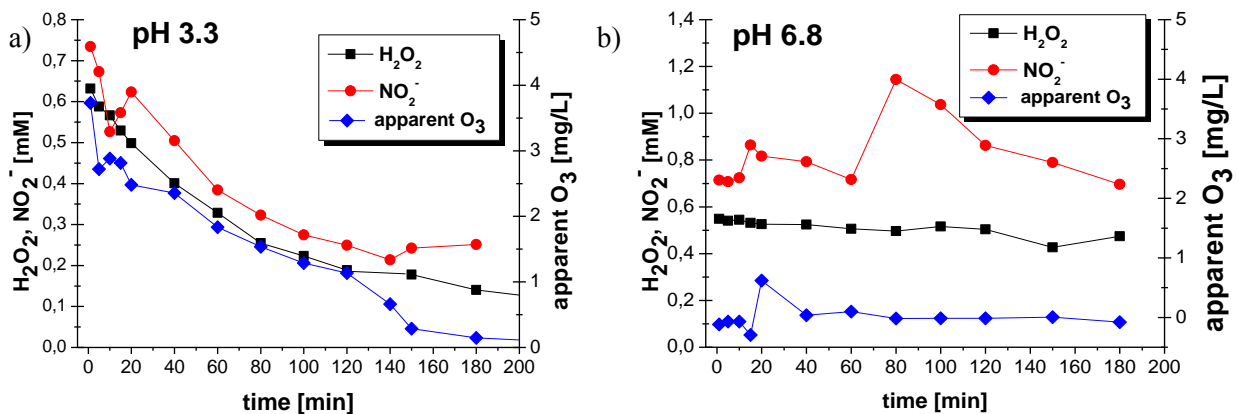 a)
pH 3.3
H₂O₂
NO₂⁻
apparent O₃
H₂O₂, NO₂⁻ [mM]
0,8
0,7
0,6
0,5
0,4
0,3
0,2
0,1
0,0
5
4
3
2
1
0
apparent O₃ [mg/L]
0 20 40 60 80 100 120 140 160 180 200
time [min]
b)
pH 6.8
H₂O₂
NO₂⁻
apparent O₃
H₂O₂, NO₂⁻ [mM]
1,4
1,2
1,0
0,8
0,6
0,4
0,2
0,0
5
4
3
2
1
0
apparent O₃ [mg/L]
0 20 40 60 80 100 120 140 160 180 200
time [min]